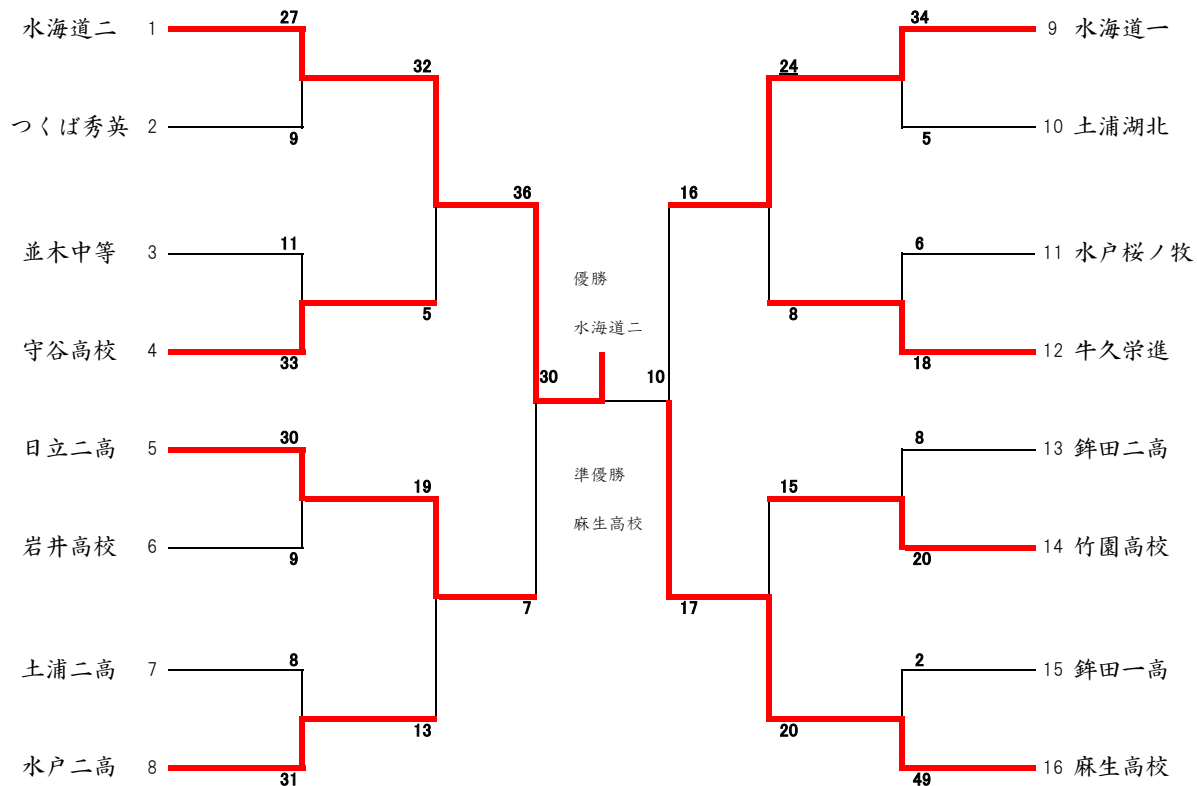 27
34
水海道二 1
9 水海道一
32
24
つくば秀英 2
9
5
10 土浦湖北
36
16
並木中等 3
11
6
11 水戸桜ノ牧
優勝
5
8
水海道二
守谷高校 4
33
18
12 牛久栄進
30
10
日立二高 5
30
8
13 鉾田二高
準優勝
19
15
麻生高校
岩井高校 6
9
20
14 竹園高校
7
17
土浦二高 7
8
2
15 鉾田一高
13
20
水戸二高 8
31
49
16 麻生高校